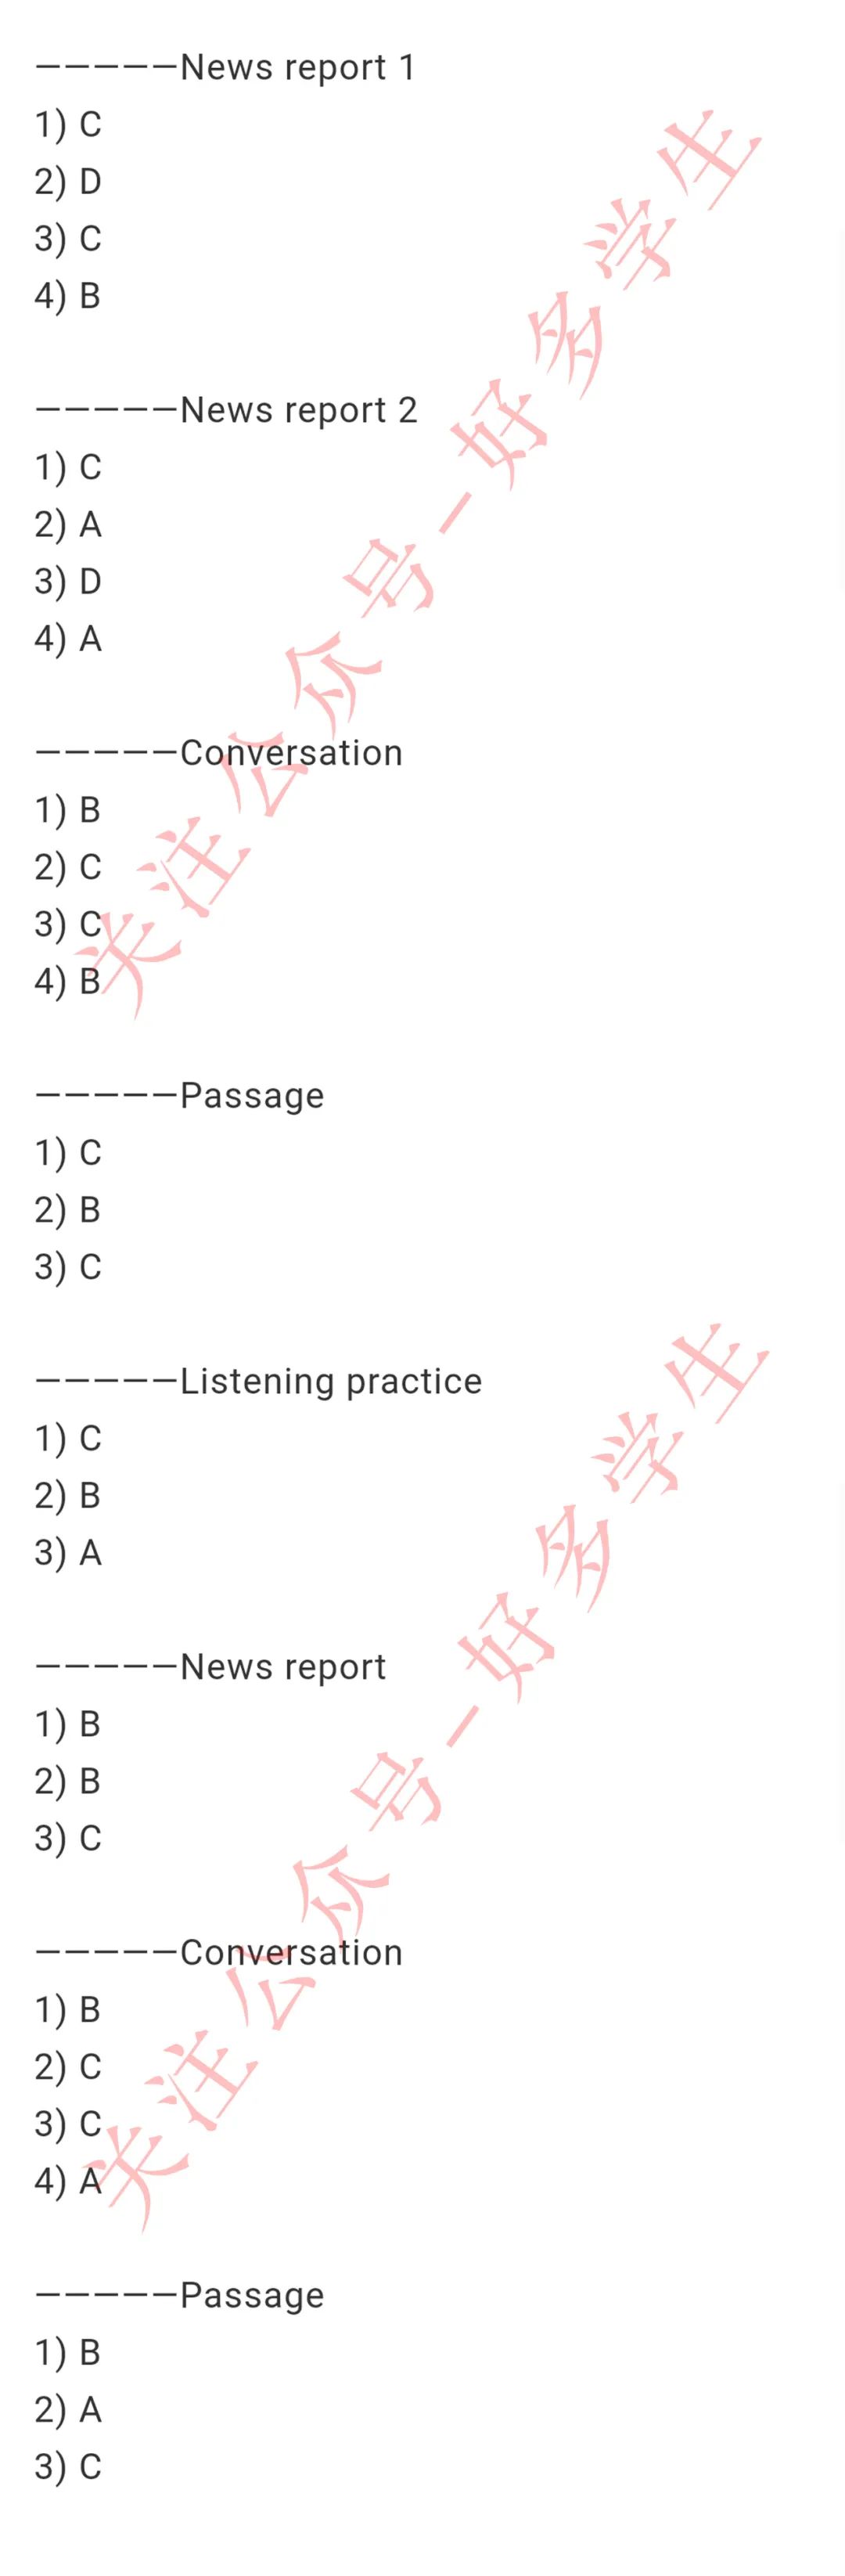 —————News report 1
1) C
2) D
3) C
4) B
—————News report 2
1) C
2) A
3) D
4) A
—————Conversation
1) B
2) C
3) C
4) B
—————Passage
1) C
2) B
3) C
—————Listening practice
1) C
2) B
3) A
—————News report
1) B
2) B
3) C
—————Conversation
1) B
2) C
3) C
4) A
—————Passage
1) B
2) A
3) C
关注公众号–好多学生
关注公众号–好多学生